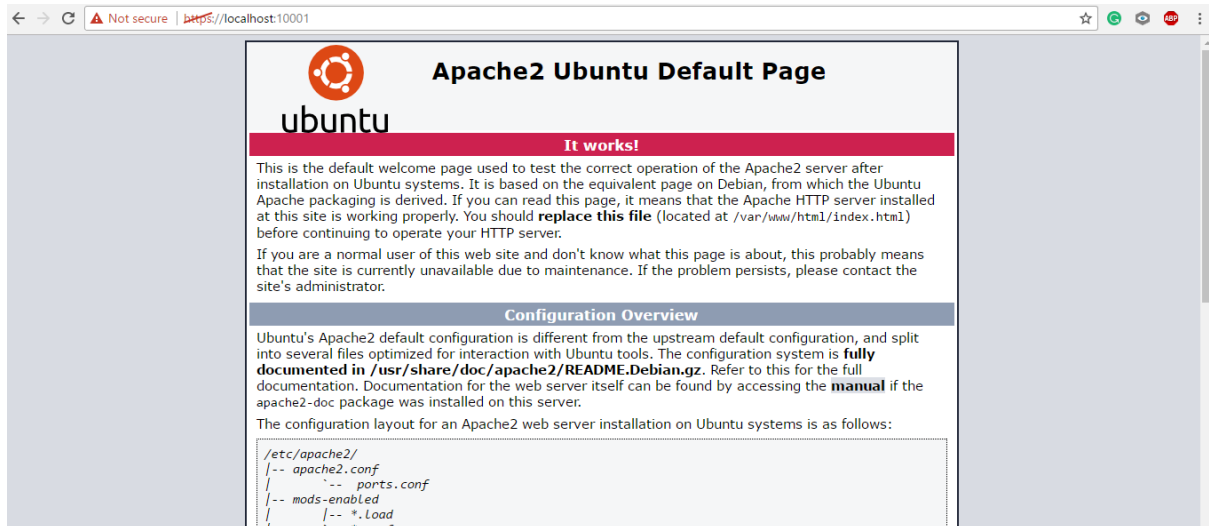 Not secure | https://localhost:10001
ABP
Apache2 Ubuntu Default Page
ubuntu
It works!
This is the default welcome page used to test the correct operation of the Apache2 server after
installation on Ubuntu systems. It is based on the equivalent page on Debian, from which the Ubuntu
Apache packaging is derived. If you can read this page, it means that the Apache HTTP server installed
at this site is working properly. You should replace this file (located at /var/www/html/index.html)
before continuing to operate your HTTP server.
If you are a normal user of this web site and don't know what this page is about, this probably means
that the site is currently unavailable due to maintenance. If the problem persists, please contact the
site's administrator.
Configuration Overview
Ubuntu's Apache2 default configuration is different from the upstream default configuration, and split
into several files optimized for interaction with Ubuntu tools. The configuration system is fully
documented in /usr/share/doc/apache2/README.Debian.gz. Refer to this for the full
documentation. Documentation for the web server itself can be found by accessing the manual if the
apache2-doc package was installed on this server.
The configuration layout for an Apache2 web server installation on Ubuntu systems is as follows:
/etc/apache2/
|-- apache2.conf
|       `--  ports.conf
|-- mods-enabled
|       |-- *.load